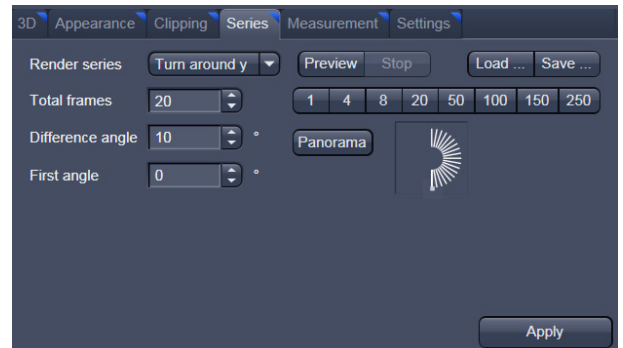 3D Appearance Clipping Series Measurement Settings
Render series Turn around y Preview Stop Load ... Save ...
Total frames 20 1 4 8 20 50 100 150 250
Difference angle 10 ° Panorama
First angle 0 °
Apply